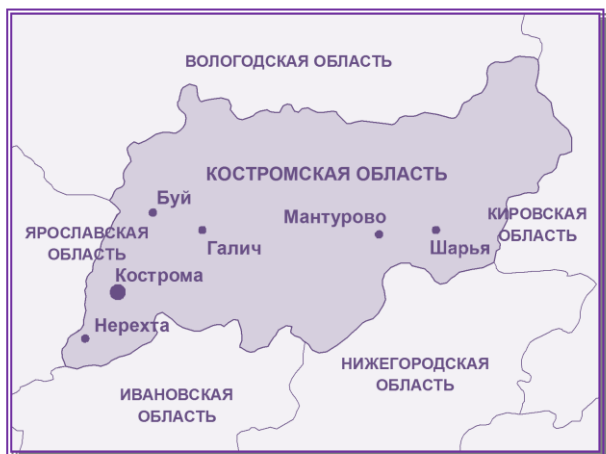 ВОЛОГОДСКАЯ ОБЛАСТЬ
КОСТРОМСКАЯ ОБЛАСТЬ
Буй
Мантурово
КИРОВСКАЯ
ОБЛАСТЬ
ЯРОСЛАВСКАЯ
ОБЛАСТЬ
Галич
Шарья
Кострома
Нерехта
НИЖЕГОРОДСКАЯ
ОБЛАСТЬ
ИВАНОВСКАЯ
ОБЛАСТЬ